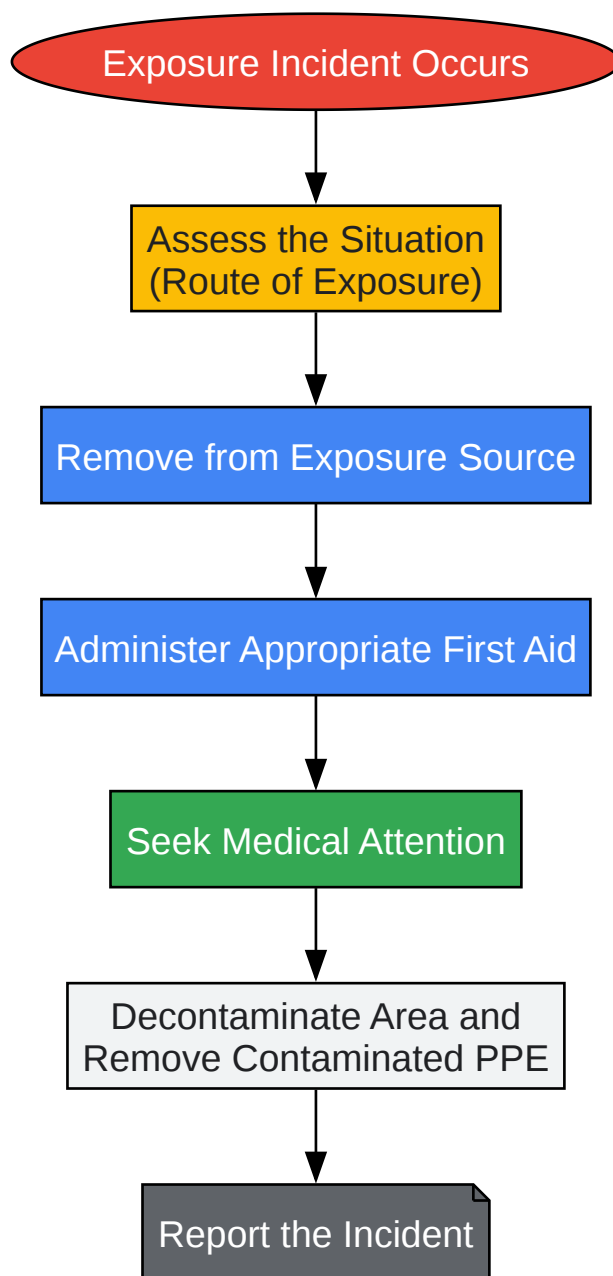 Exposure Incident Occurs
Assess the Situation
(Route of Exposure)
Remove from Exposure Source
Administer Appropriate First Aid
Seek Medical Attention
Decontaminate Area and
Remove Contaminated PPE
Report the Incident